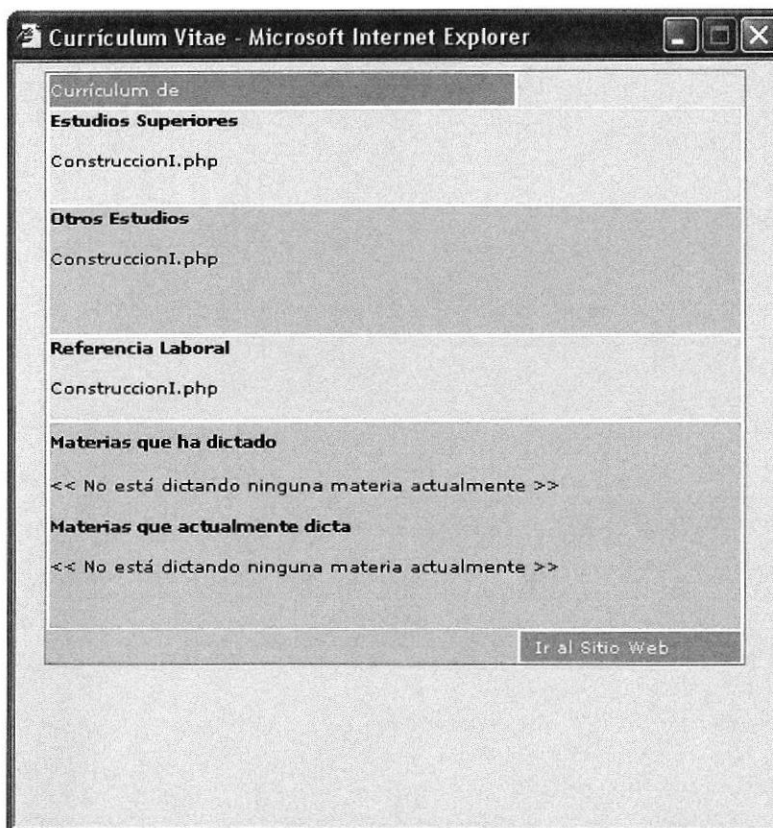 Currículum Vitae - Microsoft Internet Explorer
Currículum de
Estudios Superiores
ConstruccionI.php
Otros Estudios
ConstruccionI.php
Referencia Laboral
ConstruccionI.php
Materias que ha dictado
<< No está dictando ninguna materia actualmente >>
Materias que actualmente dicta
<< No está dictando ninguna materia actualmente >>
Ir al Sitio Web